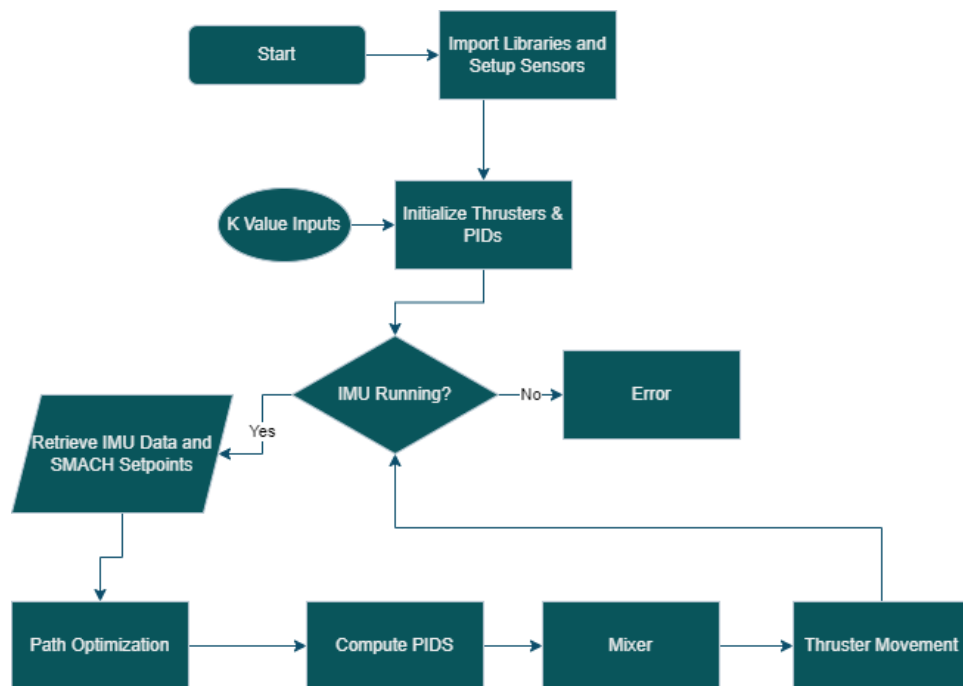 Start
Import Libraries and
Setup Sensors
K Value Inputs
Initialize Thrusters &
PIDs
IMU Running?
No
Error
Yes
Retrieve IMU Data and
SMACH Setpoints
Path Optimization
Compute PIDS
Mixer
Thruster Movement